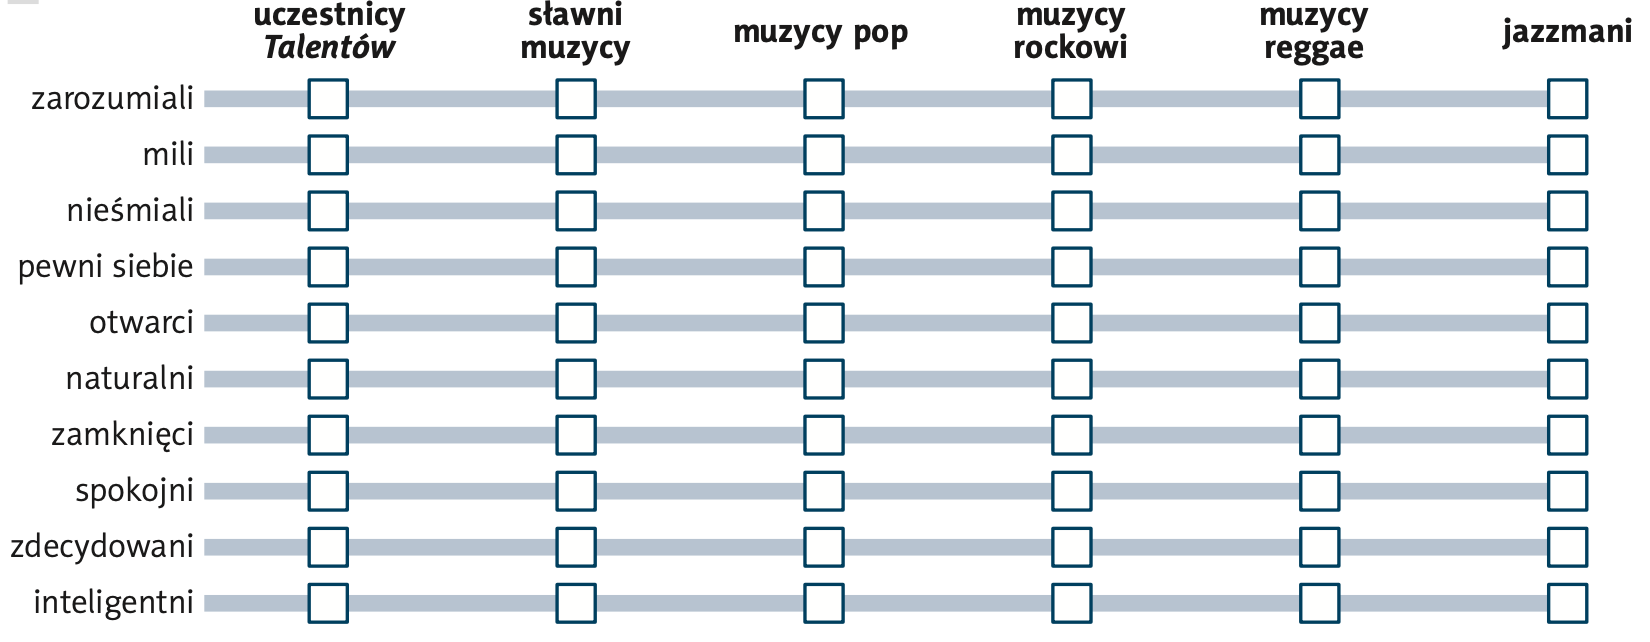 uczestnicy
Talentów
sławni
muzycy
muzycy pop
muzycy
rockowi
muzycy
reggae
jazzmani
zarozumiali
mili
nieśmiali
pewni siebie
otwarci
naturalni
zamknięci
spokojni
zdecydowani
inteligentni